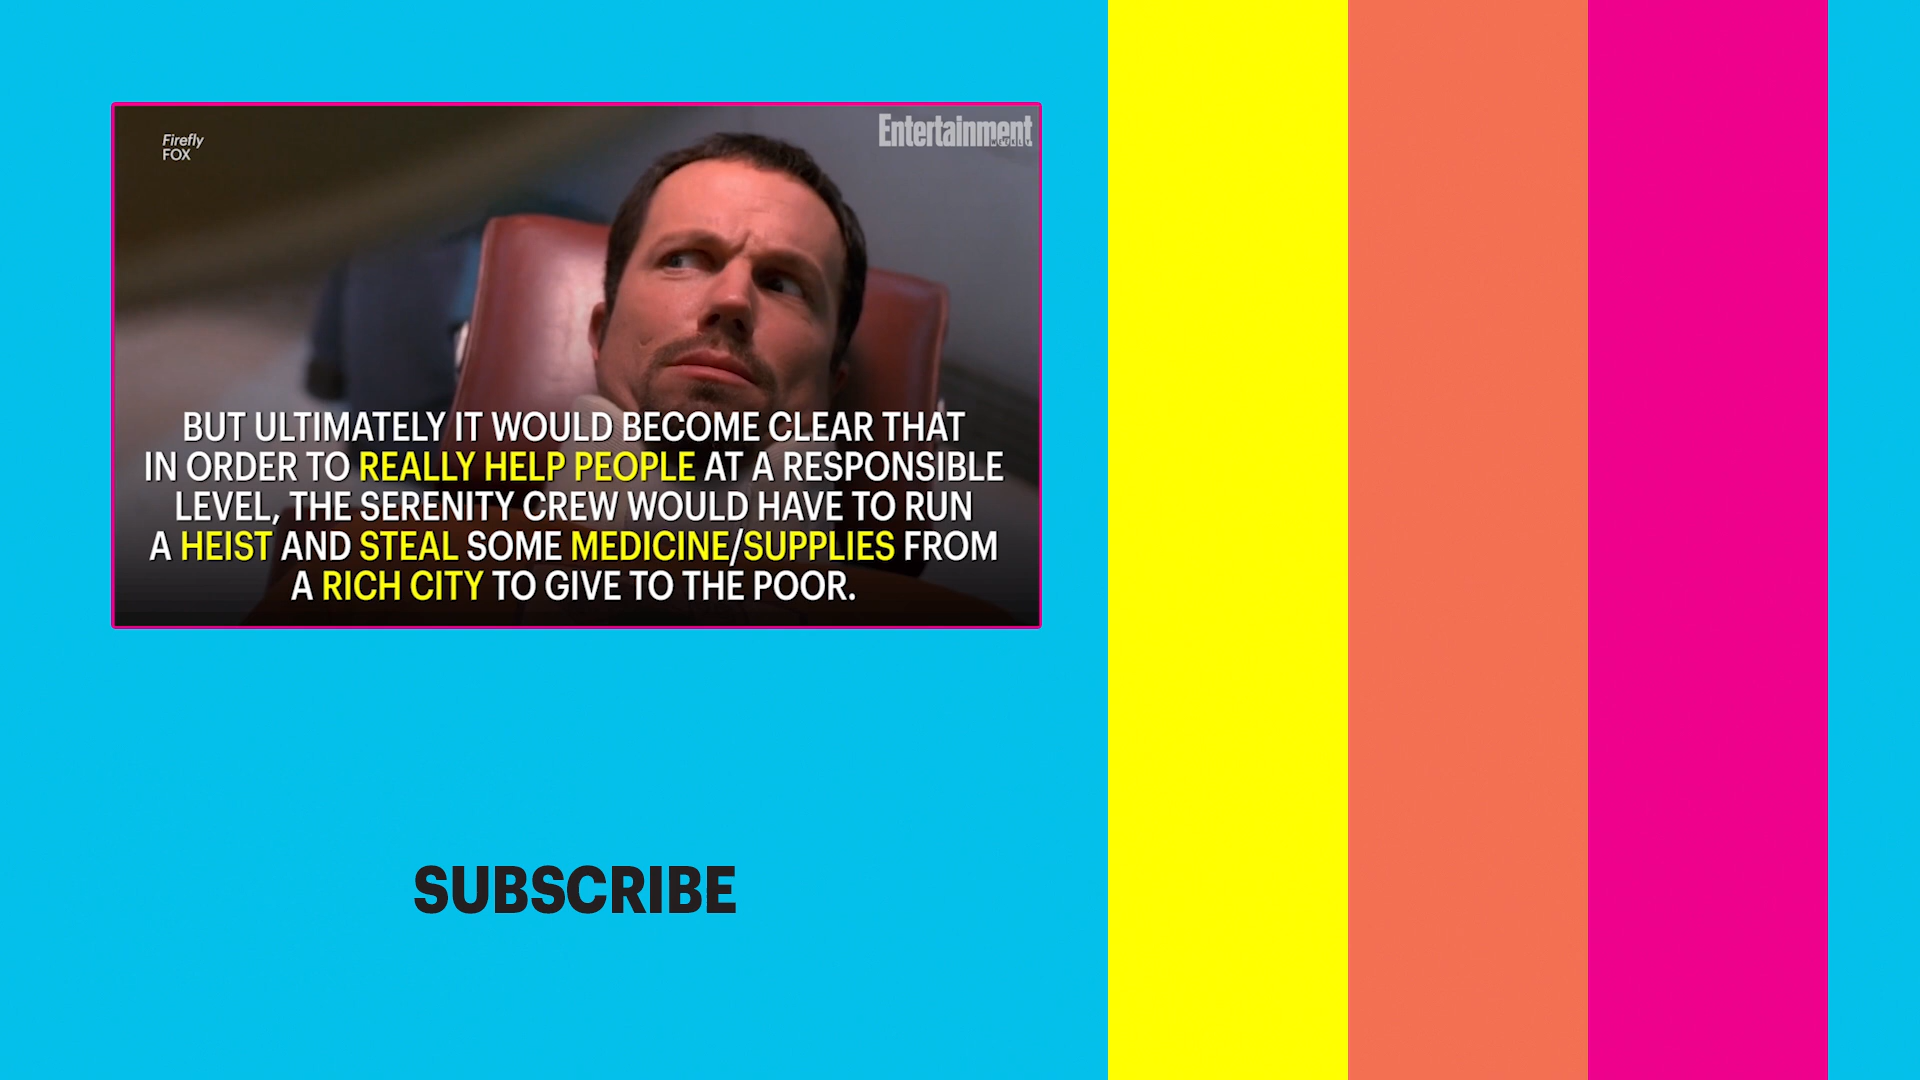 Firefly
FOX
Entertainment
WEEKLY
BUT ULTIMATELY IT WOULD BECOME CLEAR THAT
IN ORDER TO REALLY HELP PEOPLE AT A RESPONSIBLE
LEVEL, THE SERENITY CREW WOULD HAVE TO RUN
A HEIST AND STEAL SOME MEDICINE/SUPPLIES FROM
A RICH CITY TO GIVE TO THE POOR.
SUBSCRIBE